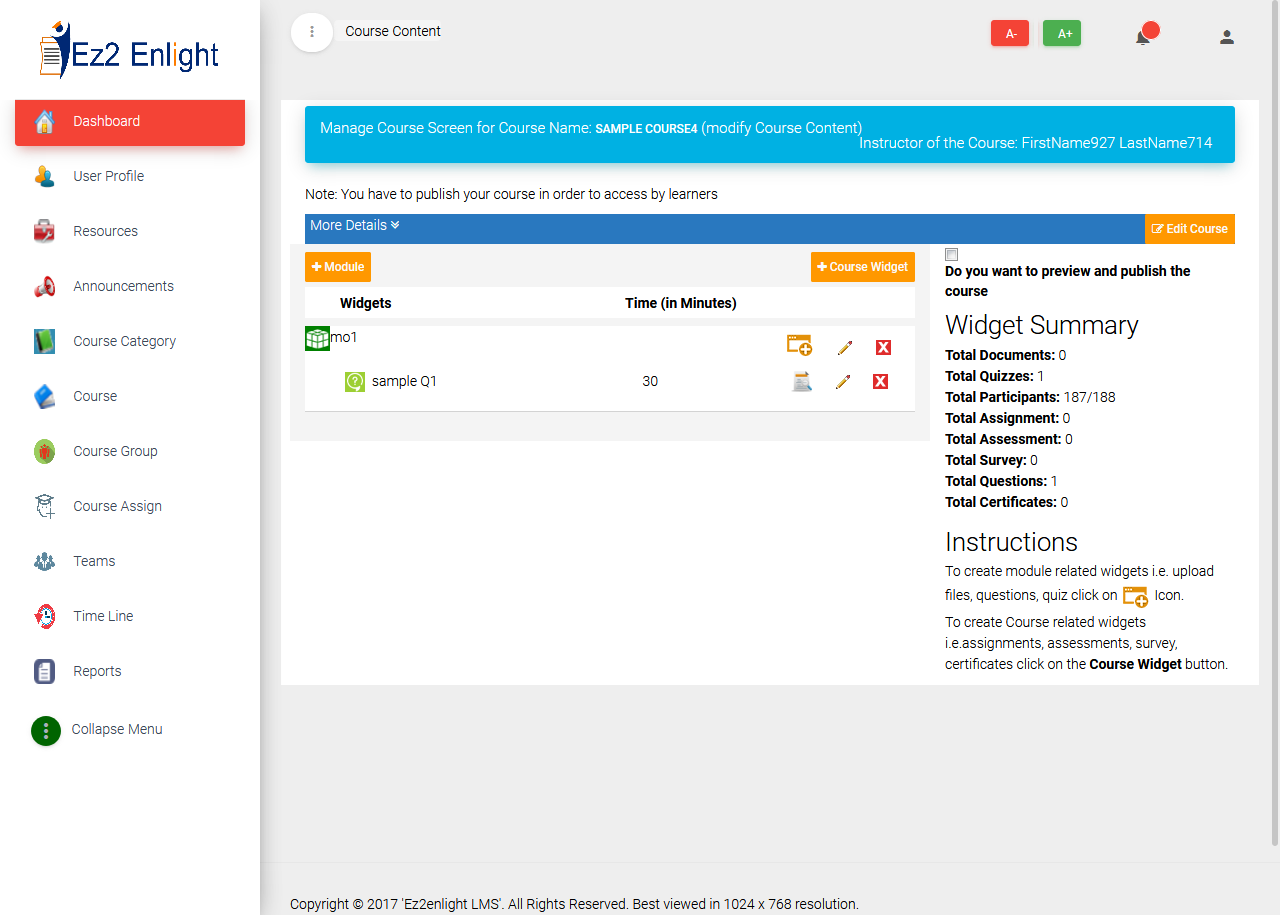 Ez2 Enlight
Dashboard
User Profile
Resources
Announcements
Course Category
Course
Course Group
Course Assign
Teams
Time Line
Reports
Collapse Menu
Course Content
A-
A+
Manage Course Screen for Course Name: SAMPLE COURSE4 (modify Course Content)
Instructor of the Course: FirstName927 LastName714
Note: You have to publish your course in order to access by learners
More Details
Edit Course
Module
Course Widget
Widgets
Time (in Minutes)
mo1
sample Q1
30
Do you want to preview and publish the
course
Widget Summary
Total Documents: 0
Total Quizzes: 1
Total Participants: 187/188
Total Assignment: 0
Total Assessment: 0
Total Survey: 0
Total Questions: 1
Total Certificates: 0
Instructions
To create module related widgets i.e. upload
files, questions, quiz click on Icon.
To create Course related widgets
i.e.assignments, assessments, survey,
certificates click on the Course Widget button.
Copyright © 2017 'Ez2enlight LMS'. All Rights Reserved. Best viewed in 1024 x 768 resolution.